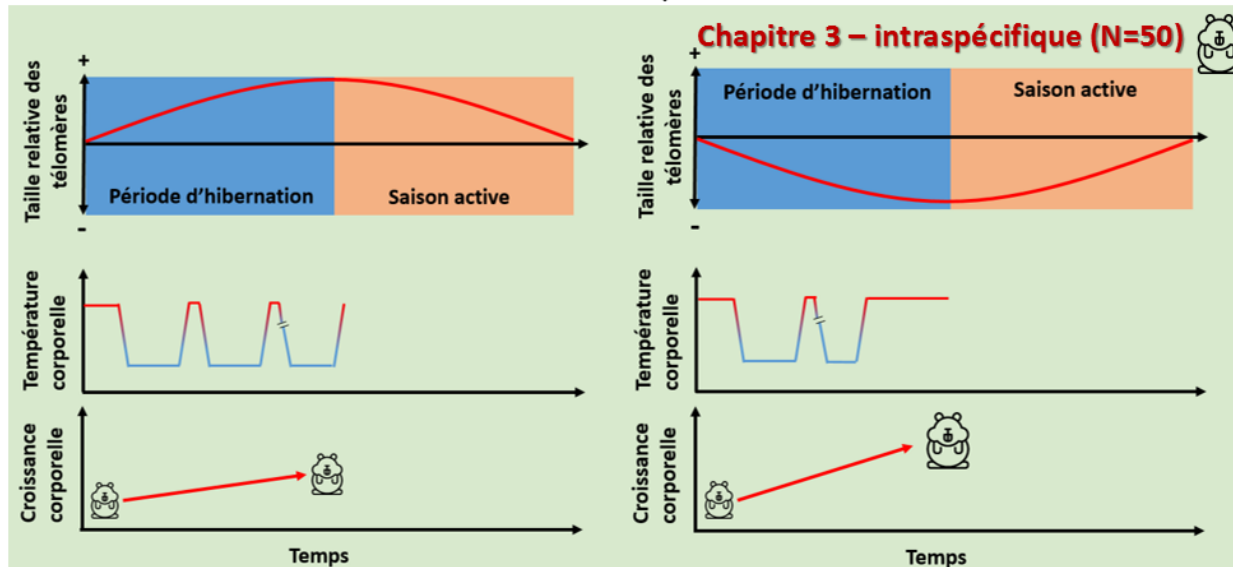 Chapitre 3 – intraspécifique (N=50)
+
Taille relative des
télomères
-
Période d'hibernation
Saison active
+
Taille relative des
télomères
-
Période d'hibernation
Saison active
Température
corporelle
Température
corporelle
Croissance
corporelle
Temps
Croissance
corporelle
Temps